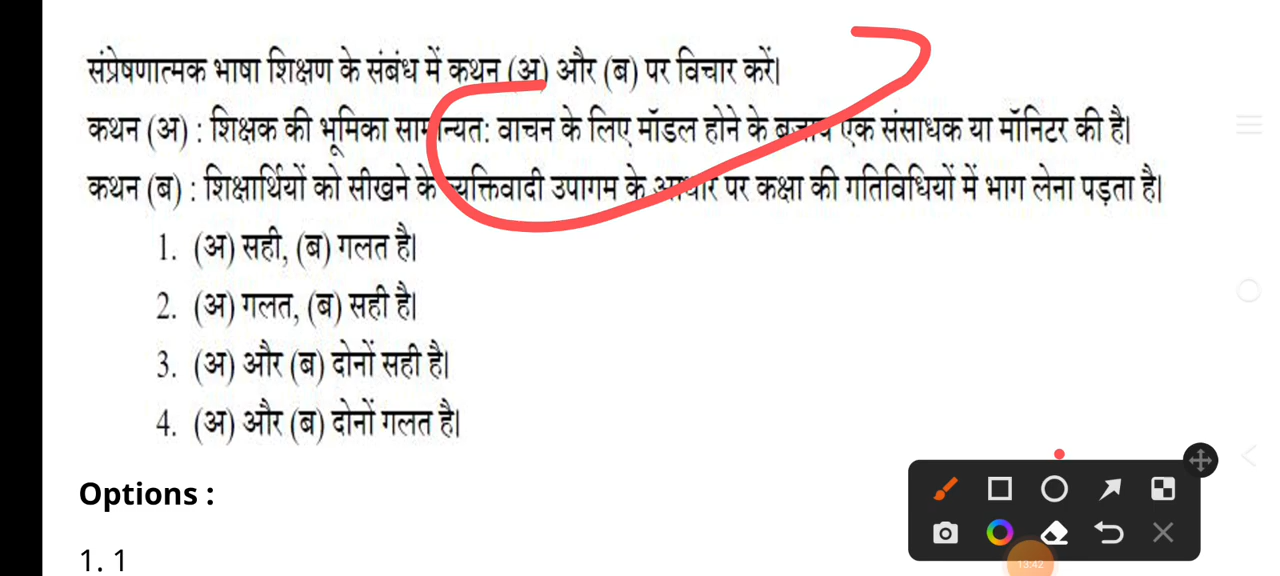 संप्रेषणात्मक भाषा शिक्षण के संबंध में कथन (अ) और (ब) पर विचार करें|
कथन (अ) : शिक्षक की भूमिका सामान्यत: वाचन के लिए मॉडल होने के बजाय एक संसाधक या मॉनिटर की है|
कथन (ब) : शिक्षार्थियों को सीखने के व्यक्तिवादी उपागम के आधार पर कक्षा की गतिविधियों में भाग लेना पड़ता है|
1. (अ) सही, (ब) गलत है|
2. (अ) गलत, (ब) सही है|
3. (अ) और (ब) दोनों सही है|
4. (अ) और (ब) दोनों गलत है|
Options :
1. 1
13:42